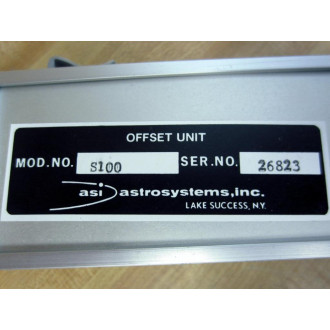 OFFSET UNIT
MOD.NO. S100 SER.NO. 26823
asi astrosystems,inc.
LAKE SUCCESS, N.Y.